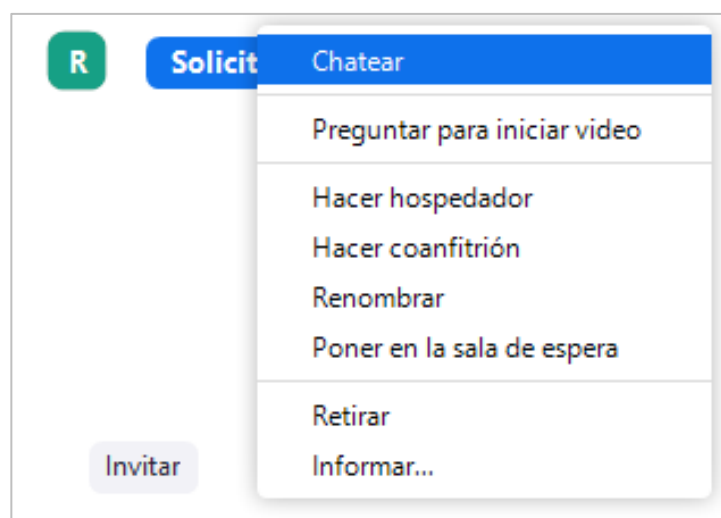 R
Solicit
Chatear
Preguntar para iniciar video
Hacer hospedador
Hacer coanfitrión
Renombrar
Poner en la sala de espera
Retirar
Invitar
Informar...